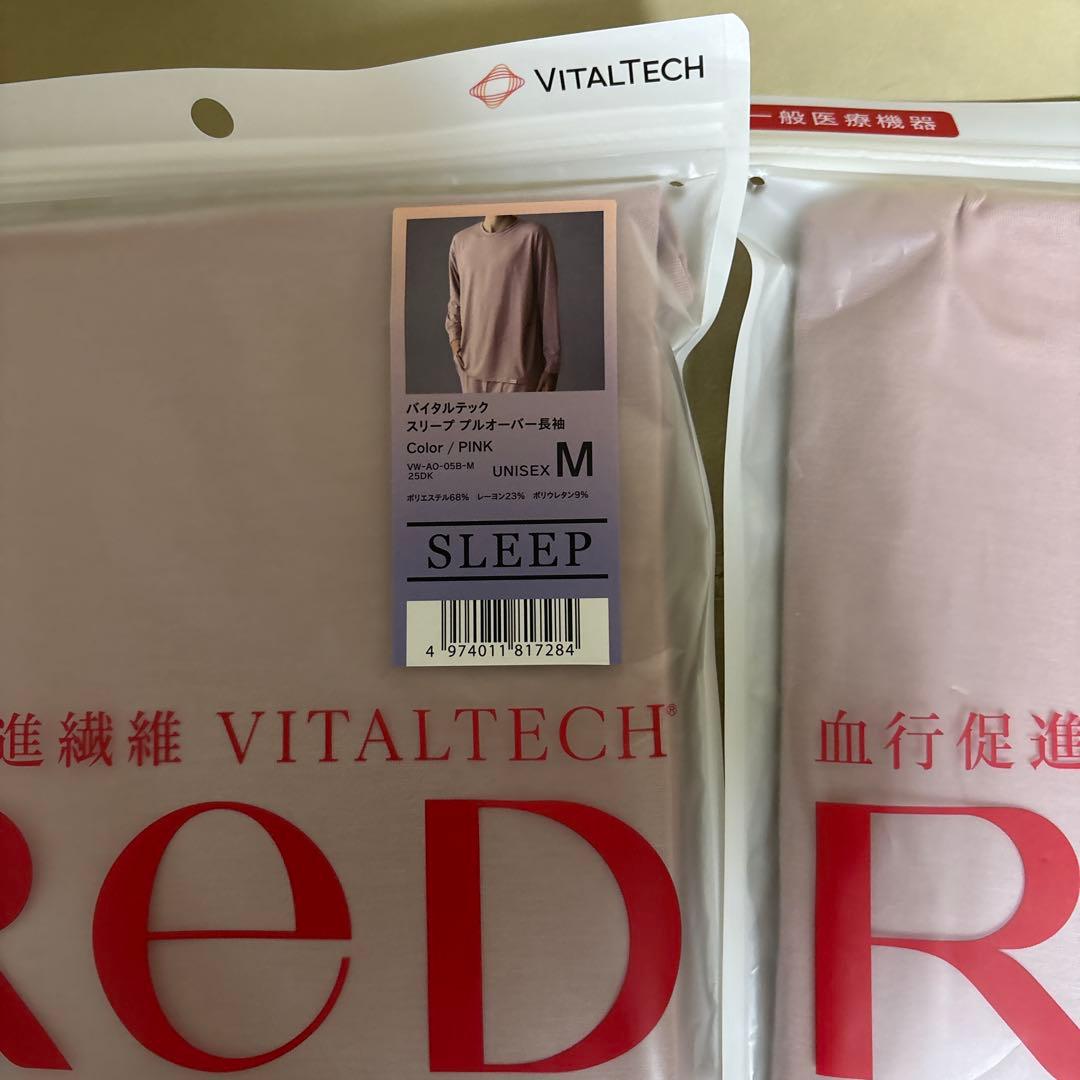 VITALTECH
一般医療機器
バイタルテック
スリープ プルオーバー長袖
Color / PINK
VW-AO-05B-M
25DK
UNISEX M
ポリエステル68% レーヨン23% ポリウレタン9%
SLEEP
4 974011 817284
進繊維 VITALTECH®
ReD
血行促進
R